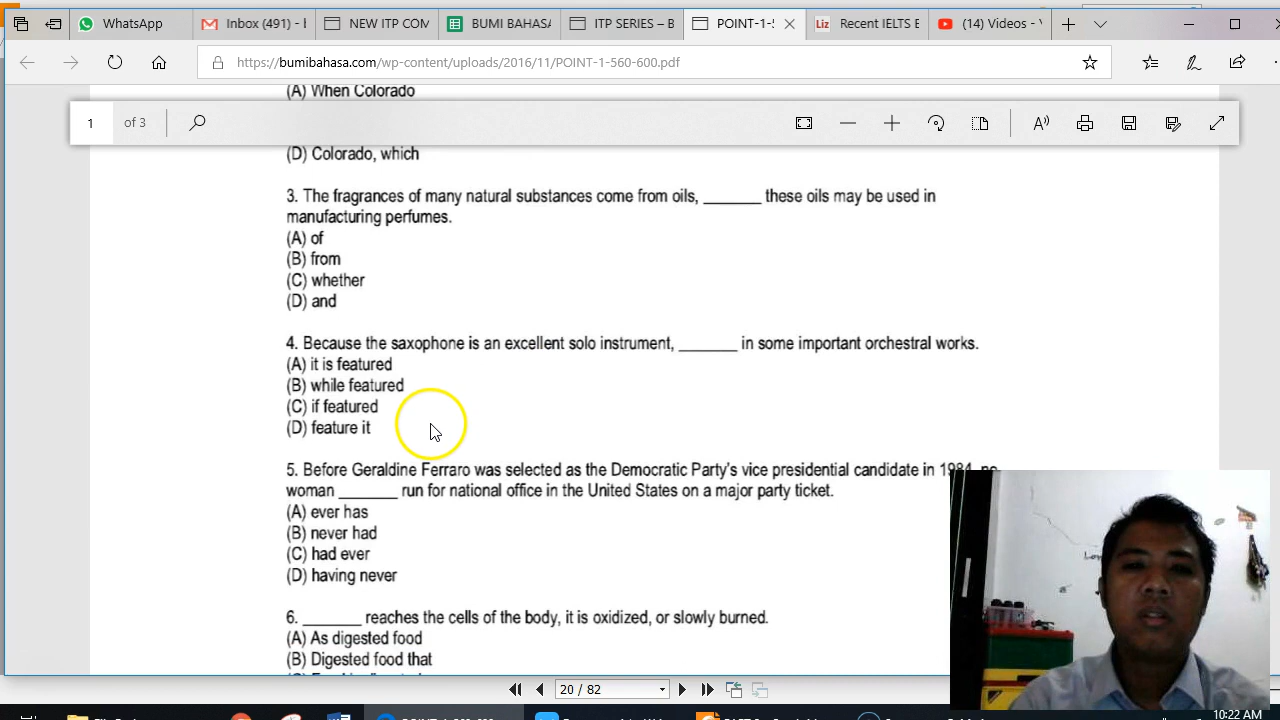 WhatsApp
Inbox (491) -
NEW ITP COM
BUMI BAHASA
ITP SERIES – B
POINT-1-5
Recent IELTS E
(14) Videos -
https://bumibahasa.com/wp-content/uploads/2016/11/POINT-1-560-600.pdf
(A) When Colorado
1 of 3
(D) Colorado, which
3. The fragrances of many natural substances come from oils, _______ these oils may be used in
manufacturing perfumes.
(A) of
(B) from
(C) whether
(D) and
4. Because the saxophone is an excellent solo instrument, _______ in some important orchestral works.
(A) it is featured
(B) while featured
(C) if featured
(D) feature it
5. Before Geraldine Ferraro was selected as the Democratic Party's vice presidential candidate in 1984, no
woman _______ run for national office in the United States on a major party ticket.
(A) ever has
(B) never had
(C) had ever
(D) having never
6. _______ reaches the cells of the body, it is oxidized, or slowly burned.
(A) As digested food
(B) Digested food that
20 / 82
10:22 AM